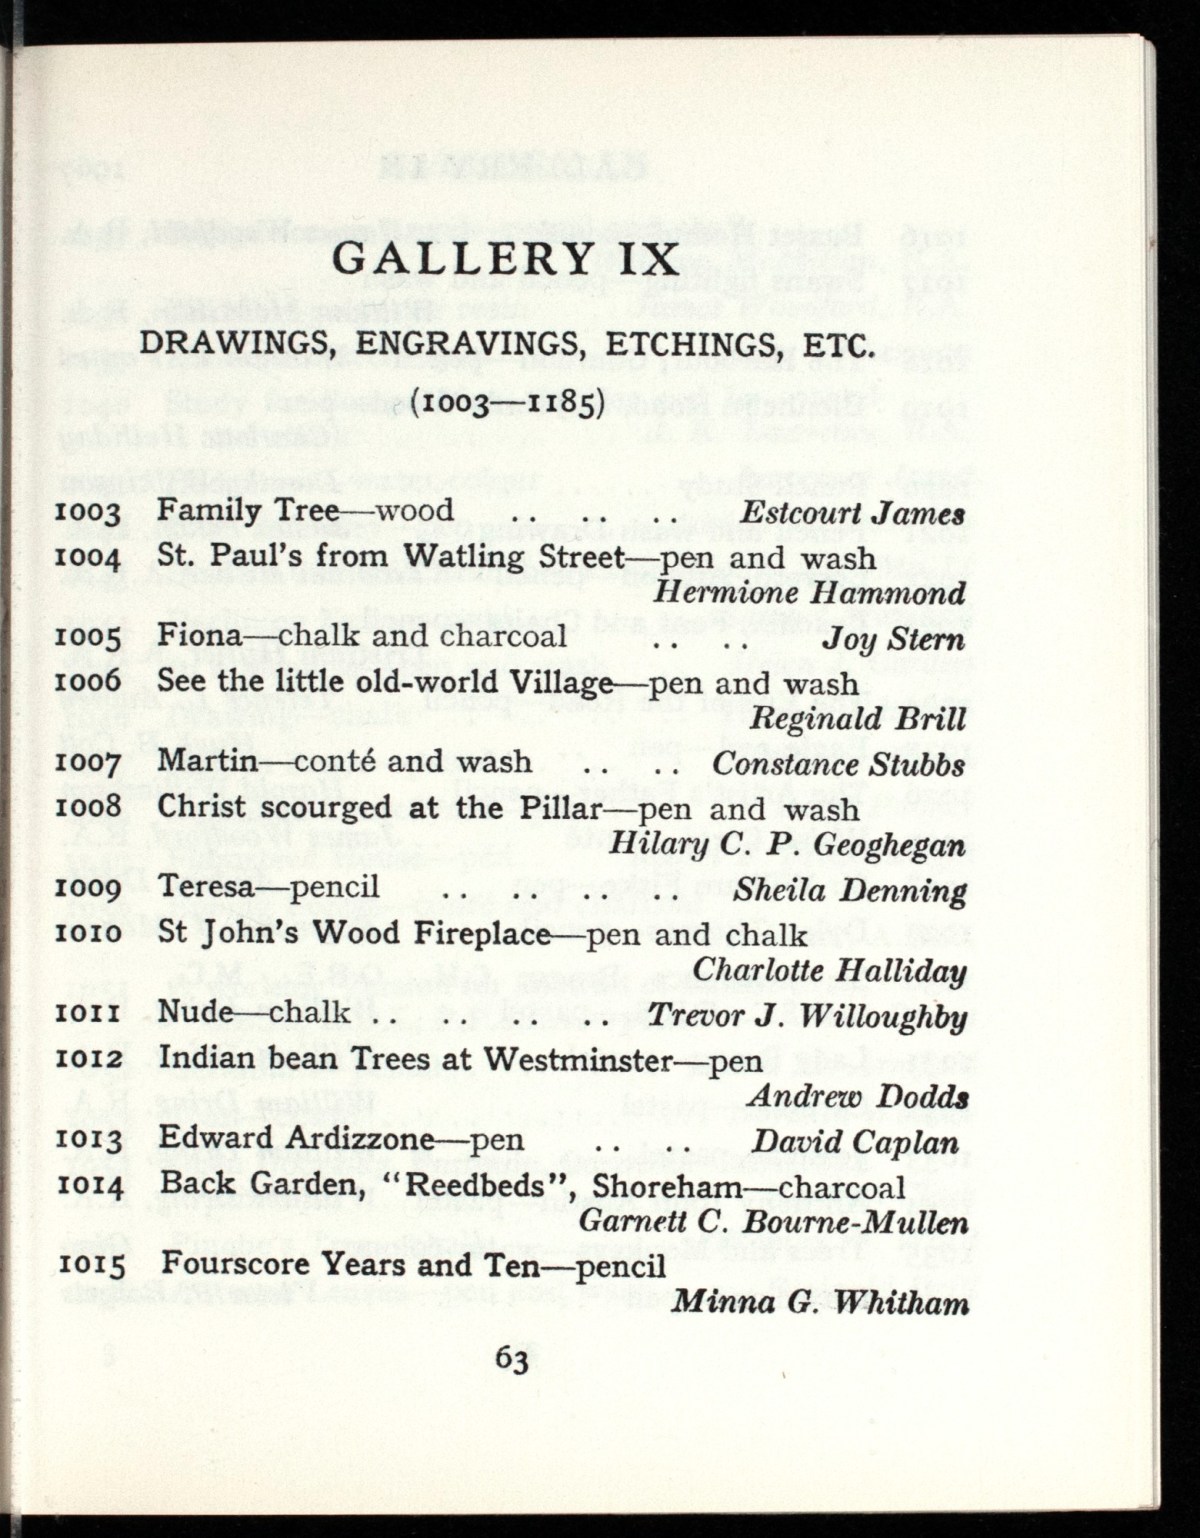 GALLERY IX
DRAWINGS, ENGRAVINGS, ETCHINGS, ETC.
(1003—1185)
1003 Family Tree—wood .. .. .. Estcourt James
1004 St. Paul's from Watling Street—pen and wash
Hermione Hammond
1005 Fiona—chalk and charcoal .. .. Joy Stern
1006 See the little old-world Village—pen and wash
Reginald Brill
1007 Martin—conté and wash .. .. Constance Stubbs
1008 Christ scourged at the Pillar—pen and wash
Hilary C. P. Geoghegan
1009 Teresa—pencil .. .. .. .. Sheila Denning
1010 St John's Wood Fireplace—pen and chalk
Charlotte Halliday
1011 Nude—chalk .. .. .. .. Trevor J. Willoughby
1012 Indian bean Trees at Westminster—pen
Andrew Dodds
1013 Edward Ardizzone—pen .. .. David Caplan
1014 Back Garden, “Reedbeds”, Shoreham—charcoal
Garnett C. Bourne-Mullen
1015 Fourscore Years and Ten—pencil
Minna G. Whitham
63